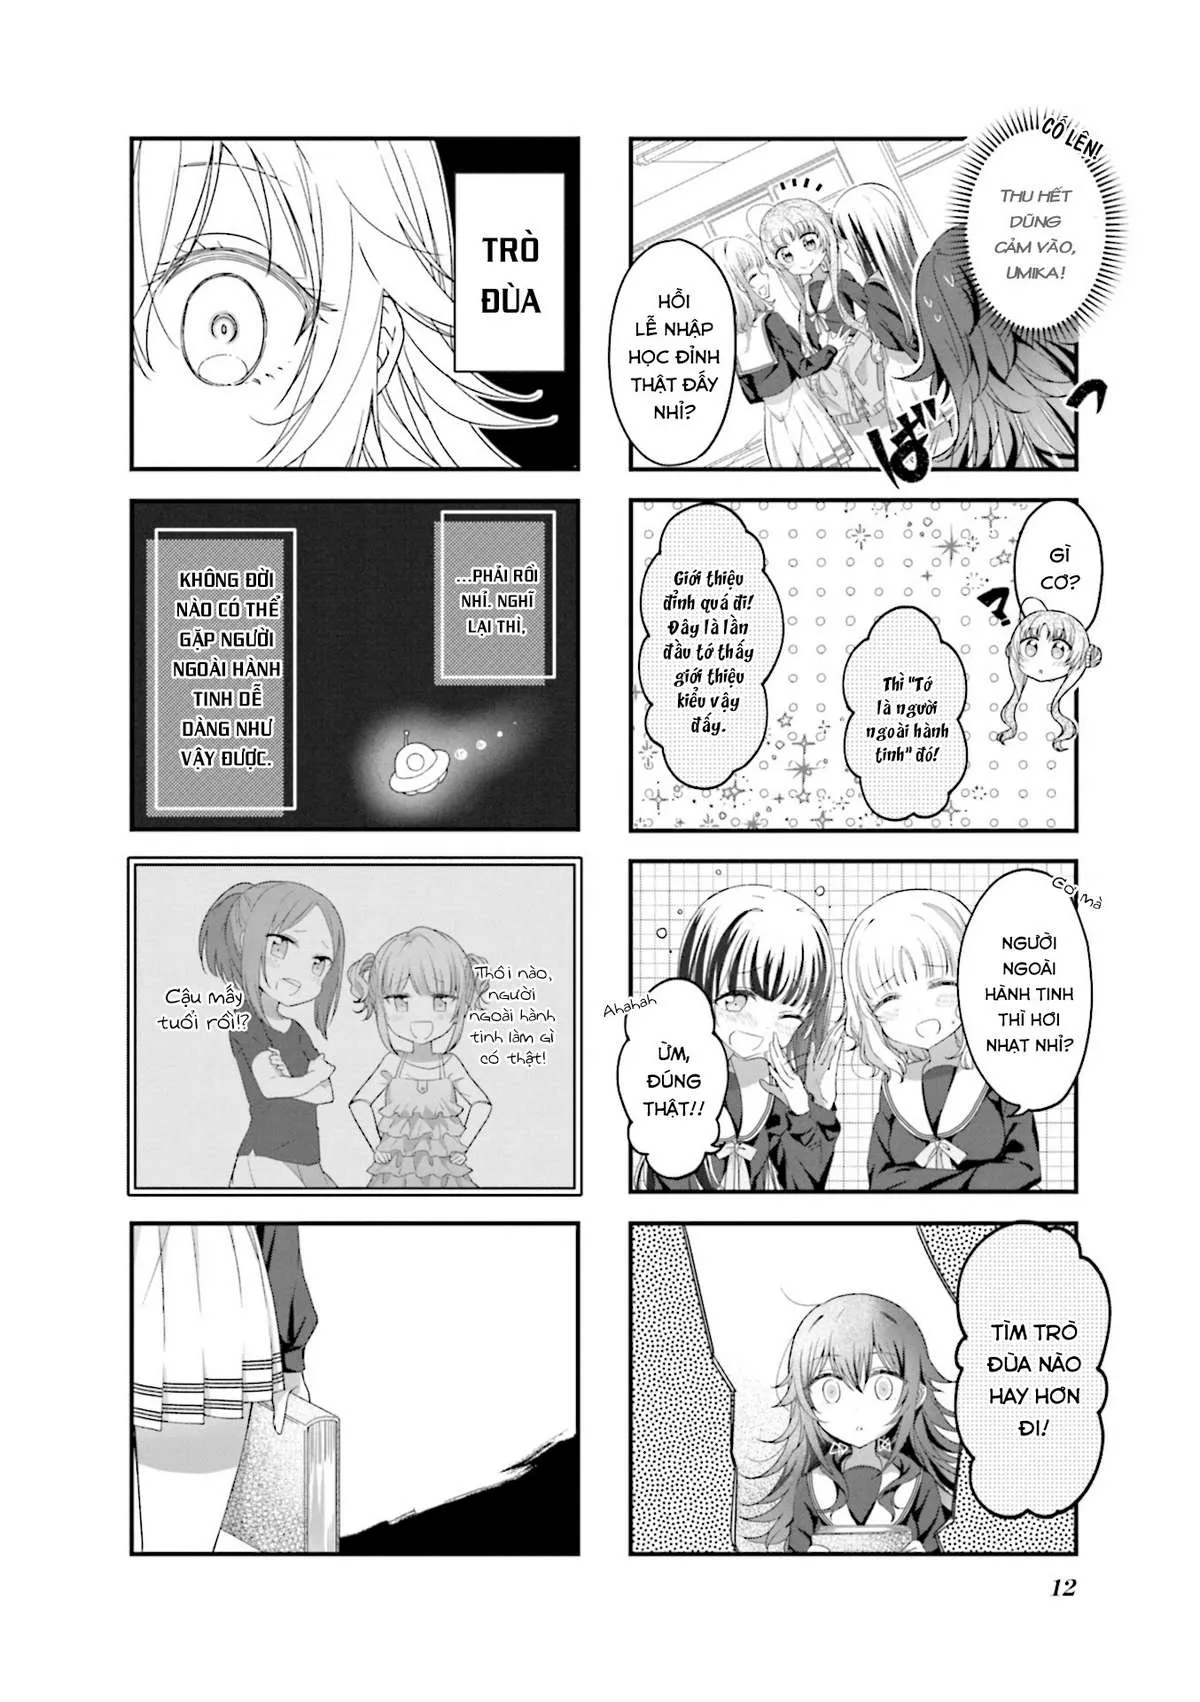 CỐ LÊN!
THU HẾT
DŨNG
CẢM VÀO,
UMIKA!
HỒI
LỄ NHẬP
HỌC ĐỈNH
THẬT ĐẤY
NHỈ?
ば
GÌ
CƠ?
?
Thì "Tớ
là người
ngoài hành
tinh" đó!
Giới thiệu
đỉnh quá đi!
Đây là lần
đầu tớ thấy
giới thiệu
kiểu vậy
đấy.
Cơ mà
NGƯỜI
NGOÀI
HÀNH TINH
THÌ HƠI
NHẠT NHỈ?
Ahahah
ỪM,
ĐÚNG
THẬT!!
TÌM TRÒ
ĐÙA NÀO
HAY HƠN
ĐI!
TRÒ
ĐÙA
...PHẢI RỒI
NHỈ. NGHĨ
LẠI THÌ,
KHÔNG ĐỜI
NÀO CÓ THỂ
GẶP NGƯỜI
NGOÀI HÀNH
TINH DỄ
DÀNG NHƯ
VẬY ĐƯỢC.
Thôi nào,
người
ngoài hành
tinh làm gì
có thật!
Cậu mấy
tuổi rồi!?
12